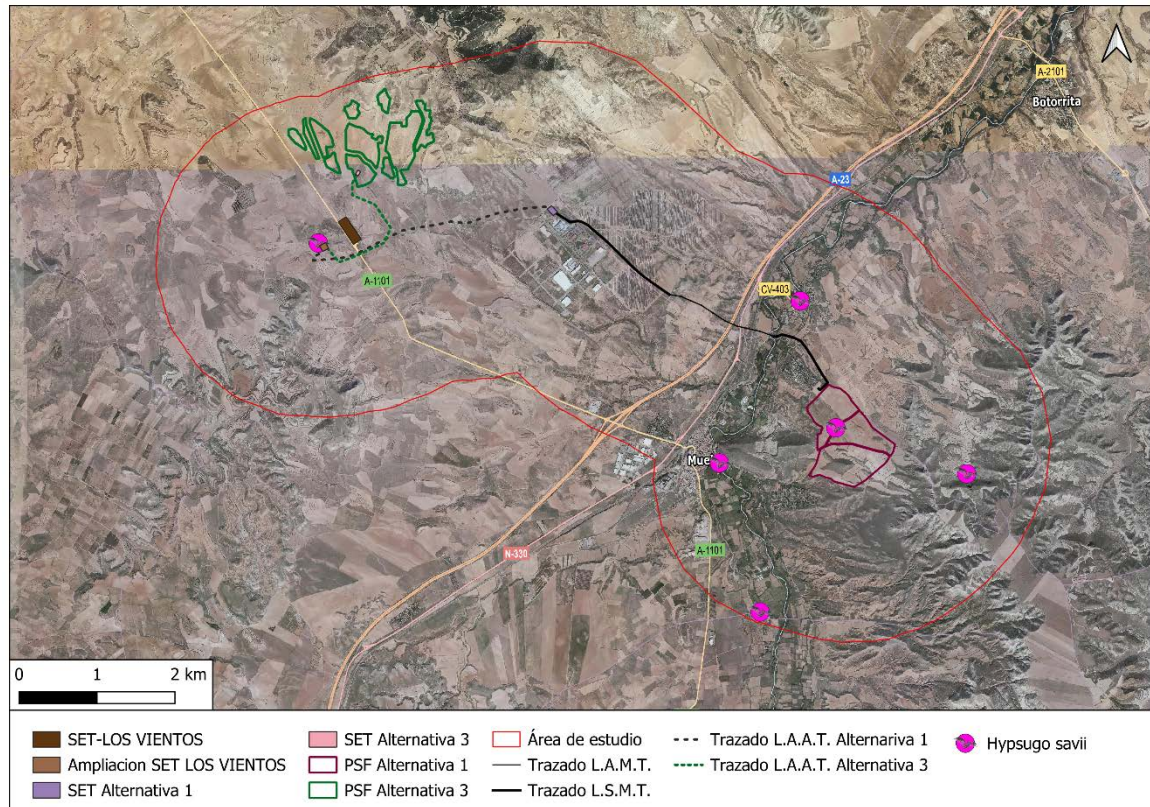 A-2101
Botorrita
A-23
A-1101
CV-403
Mue
N-330
A-1101
0 1 2 km
SET-LOS VIENTOS
Ampliacion SET LOS VIENTOS
SET Alternativa 1
SET Alternativa 3
PSF Alternativa 1
PSF Alternativa 3
Área de estudio
Trazado L.A.M.T.
Trazado L.S.M.T.
Trazado L.A.A.T. Alternariva 1
Trazado L.A.A.T. Alternativa 3
Hypsugo savii